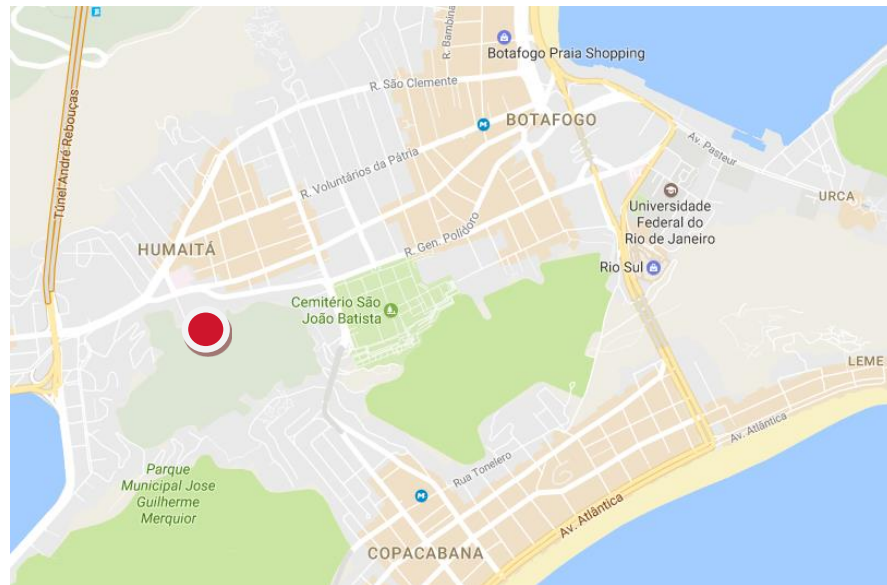 R. Bambina
Botafogo Praia Shopping
R. São Clemente
Túnel André Rebouças
BOTAFOGO
Av. Pasteur
R. Voluntários da Pátria
Universidade
Federal do
Rio de Janeiro
URCA
R. Gen. Polidoro
HUMAITÁ
Rio Sul
Cemitério São
João Batista
LEME
Av. Atlântica
Rua Tonelero
Parque
Municipal Jose
Guilherme
Merquior
Av. Atlântica
COPACABANA